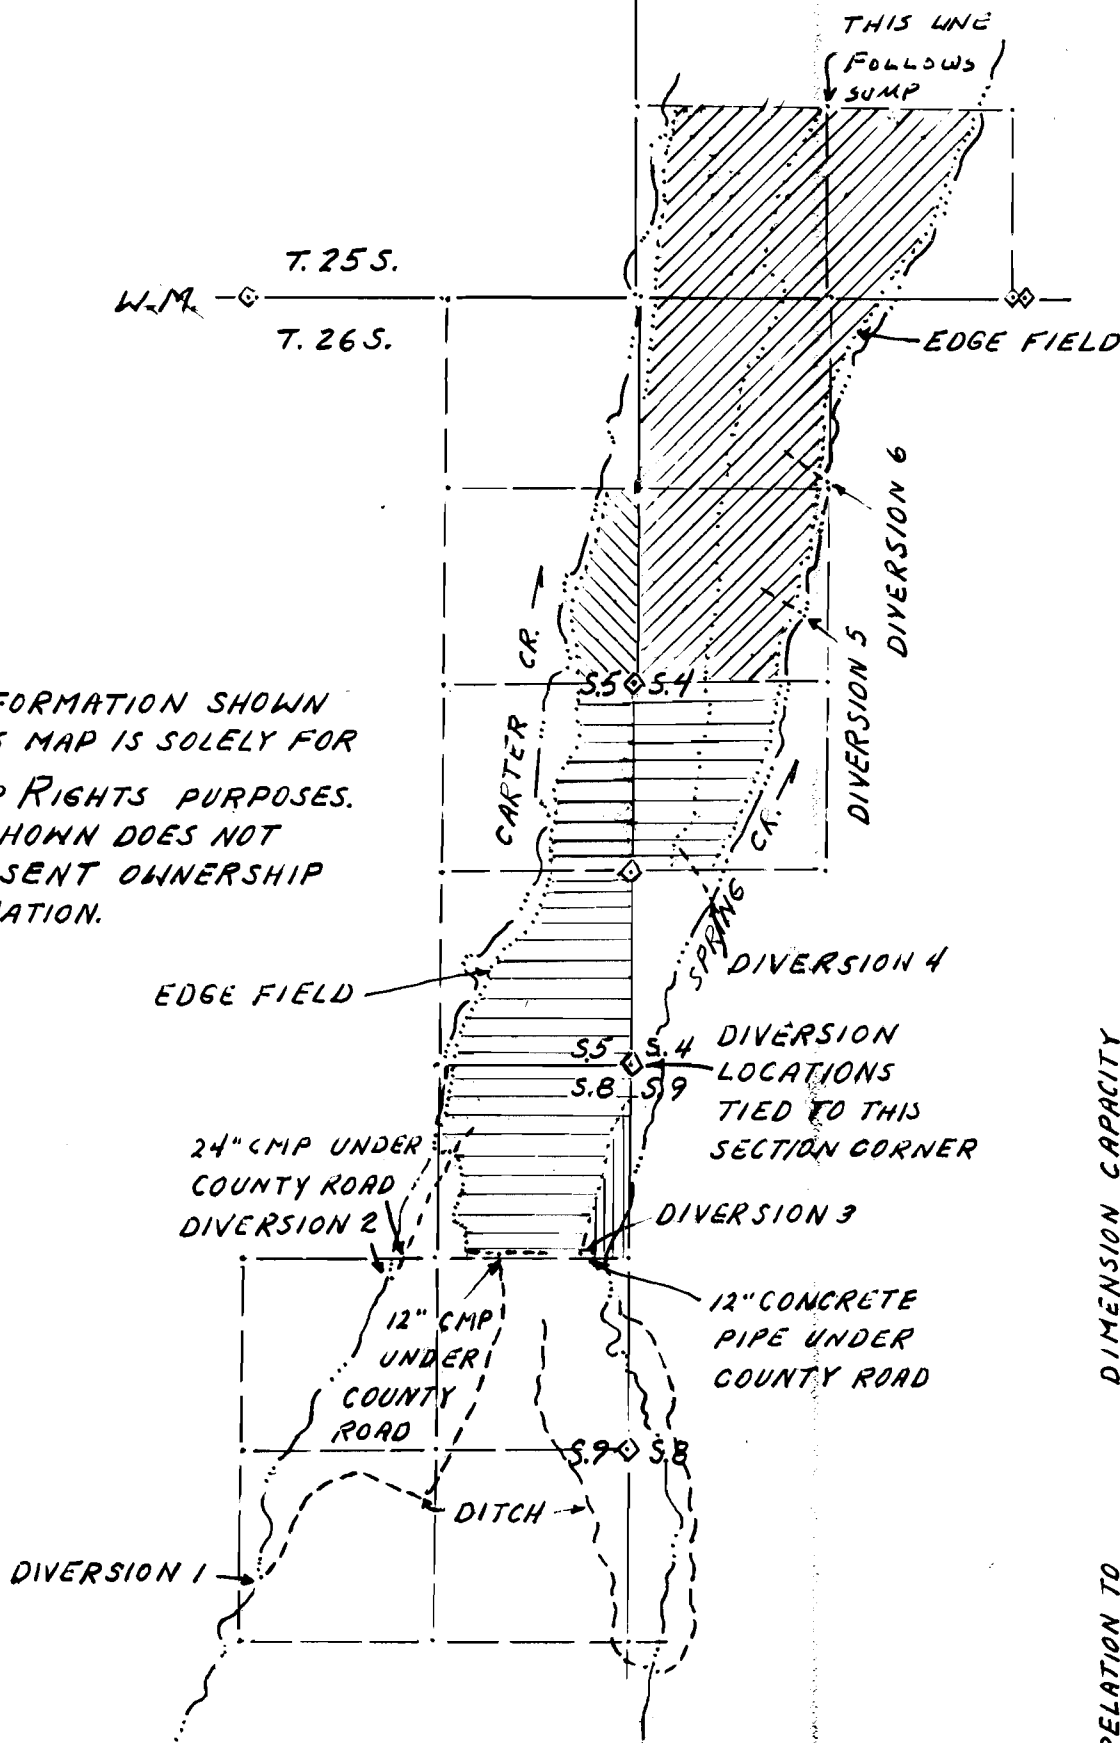 THIS LINE
FOLLOWS
SUMP
T. 25 S.
W.M.
T. 26 S.
EDGE FIELD
DIVERSION 6
DIVERSION 5
CARTER CR.
S.5 S.4
FORMATION SHOWN
S MAP IS SOLELY FOR
RIGHTS PURPOSES.
HOWN DOES NOT
SENT OWNERSHIP
ATION.
SPRING CR.
DIVERSION 4
EDGE FIELD
S.5 S.4
S.8 S.9
DIVERSION
LOCATIONS
TIED TO THIS
SECTION CORNER
24" CMP UNDER
COUNTY ROAD
DIVERSION 2
DIVERSION 3
12" CMP
UNDER
COUNTY
ROAD
12" CONCRETE
PIPE UNDER
COUNTY ROAD
S.9 S.8
DITCH
DIVERSION 1
DIMENSION CAPACITY
RELATION TO